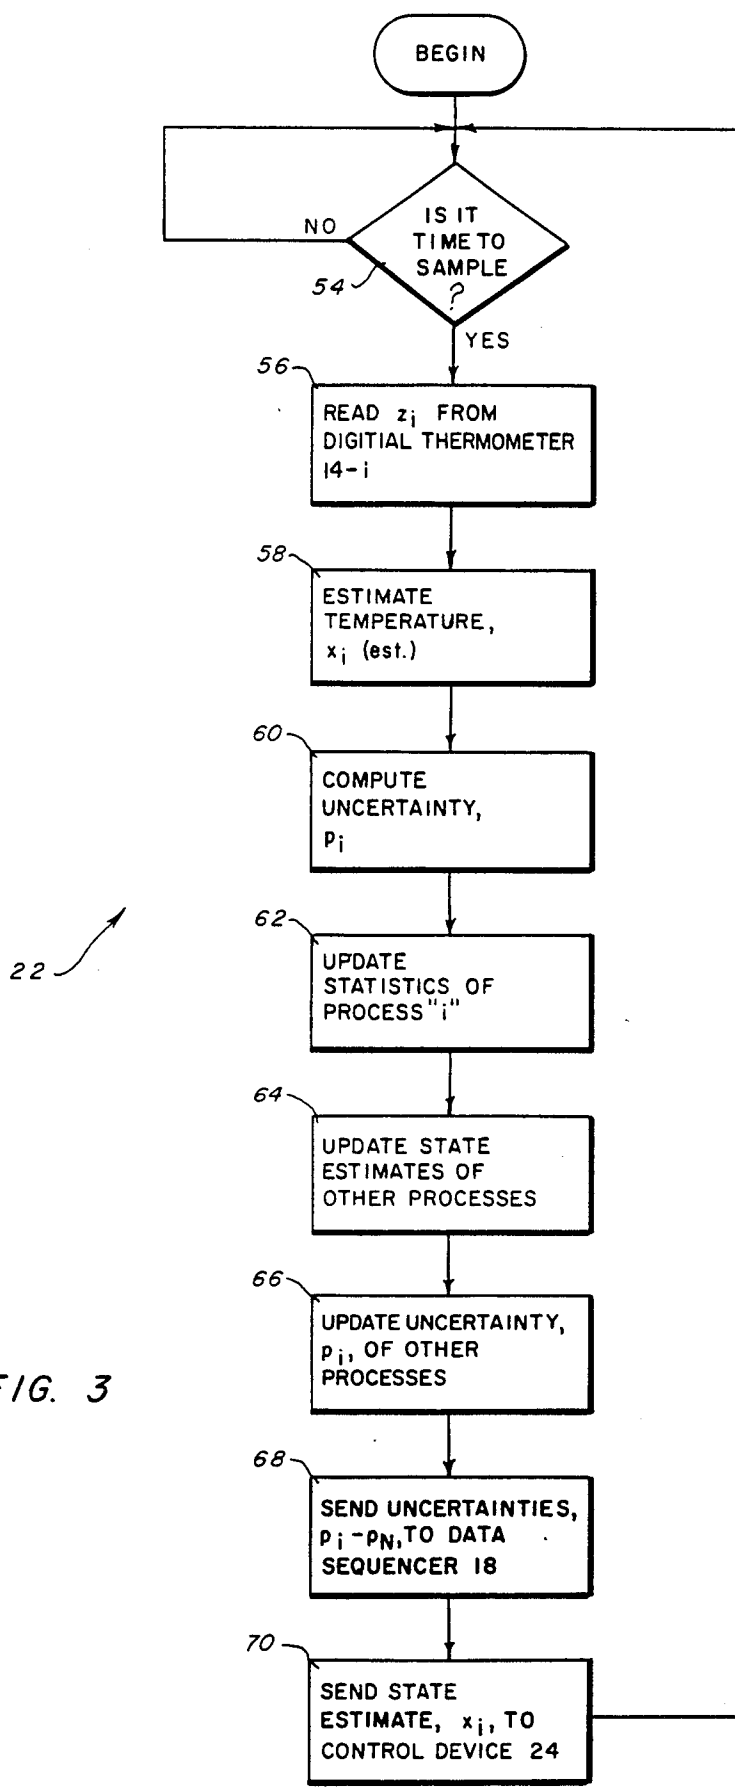 BEGIN
IS IT
TIME TO
SAMPLE
?
NO
54
YES
56
READ zi FROM
DIGITIAL THERMOMETER
14-i
58
ESTIMATE
TEMPERATURE,
xi (est.)
60
COMPUTE
UNCERTAINTY,
pi
62
UPDATE
STATISTICS OF
PROCESS "i"
22
64
UPDATE STATE
ESTIMATES OF
OTHER PROCESSES
66
UPDATE UNCERTAINTY,
pi, OF OTHER
PROCESSES
FIG. 3
68
SEND UNCERTAINTIES,
pi-pN, TO DATA
SEQUENCER 18
70
SEND STATE
ESTIMATE, xi, TO
CONTROL DEVICE 24